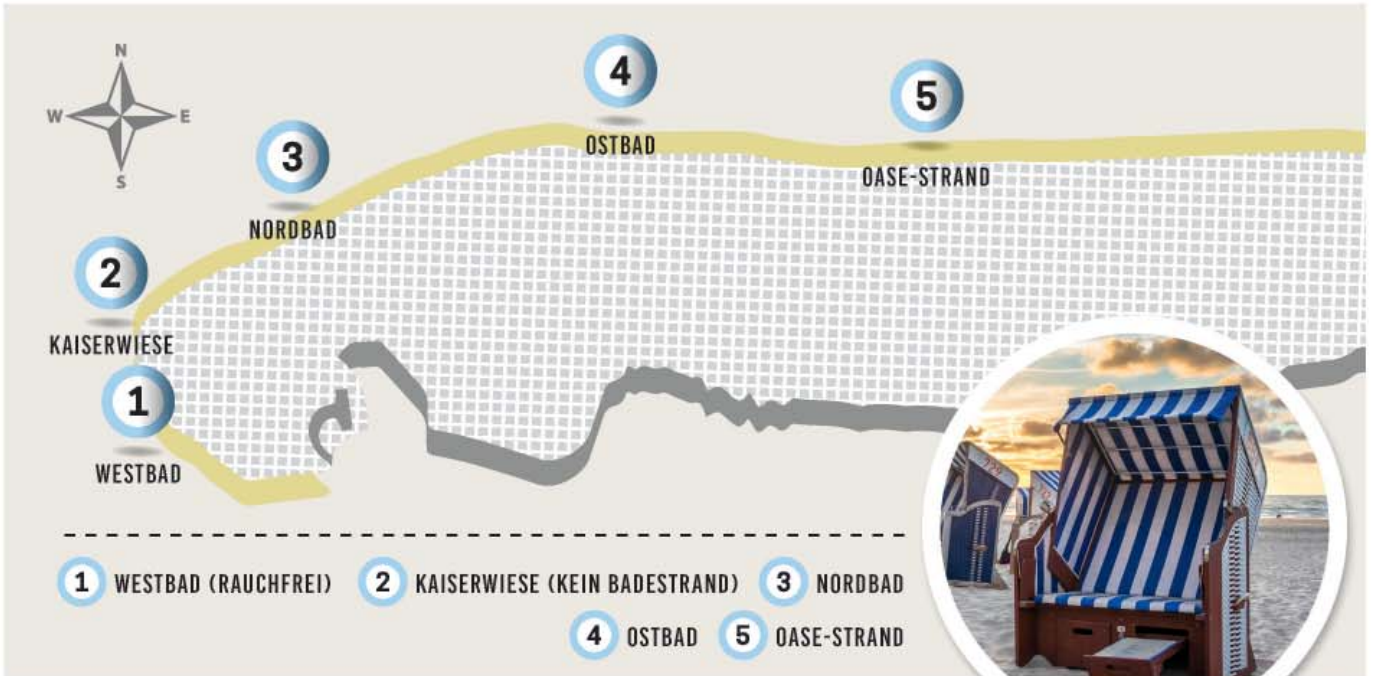 N
W E
S
4
OSTBAD
5
OASE-STRAND
3
NORDBAD
2
KAISERWIESE
1
WESTBAD
1 WESTBAD (RAUCHFREI) 2 KAISERWIESE (KEIN BADESTRAND) 3 NORDBAD
4 OSTBAD 5 OASE-STRAND